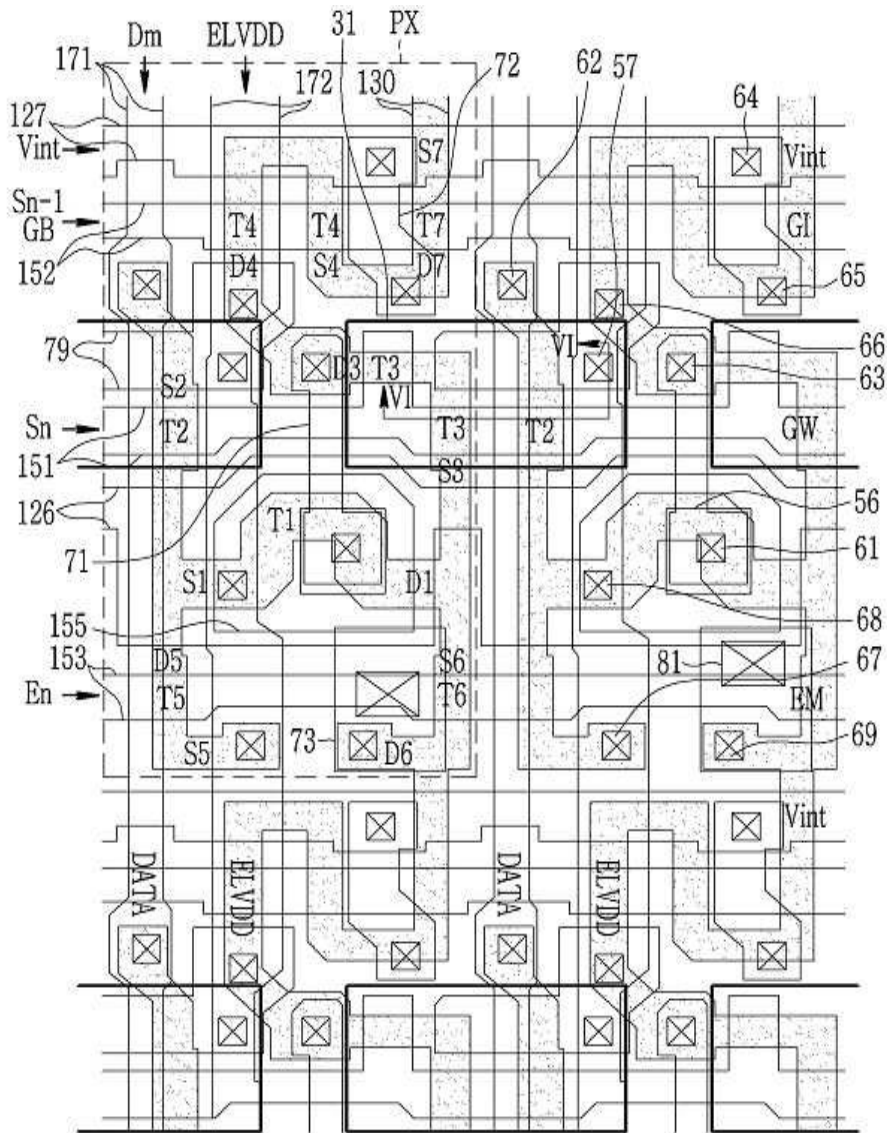 171 Dm ELVDD 31 PX 62 57
172 130 72
127 64
Vint S7 Vint
Sn-1
GB T4 T4 T7 GI
152 D4 S4 D7 65
79 VI 66
D3 T3 63
S2 VI
Sn T2 T3 T2 GW
151
S3
126 56
T1
71 61
S1 D1
155 68
D5 S6 81 67
153
En T5 T6 EM
S5 73 D6 69
Vint
DATA ELVDD DATA ELVDD